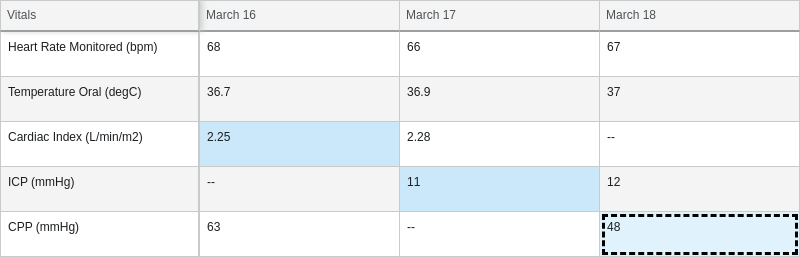 Vitals March 16 March 17 March 18
Heart Rate Monitored (bpm) 68 66 67
Temperature Oral (degC) 36.7 36.9 37
Cardiac Index (L/min/m2) 2.25 2.28 --
ICP (mmHg) -- 11 12
CPP (mmHg) 63 -- 48